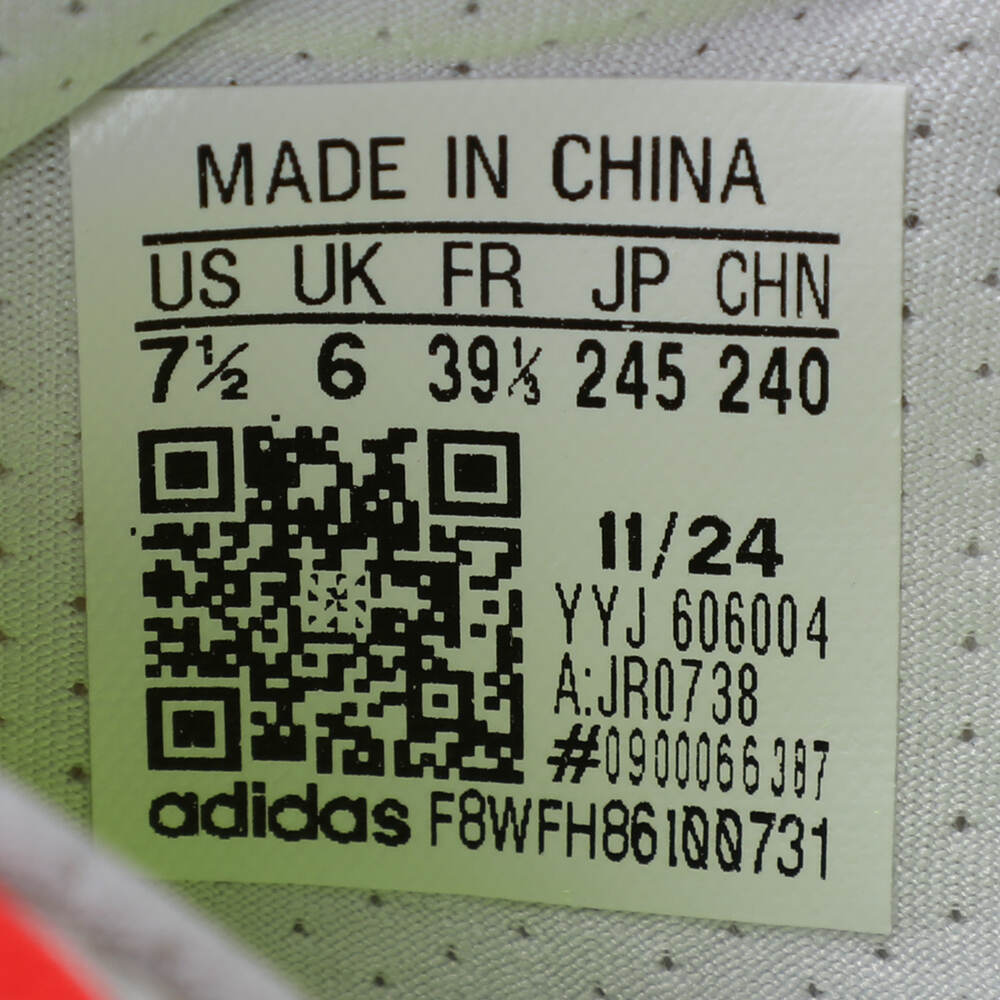 MADE IN CHINA
US UK FR JP CHN
7½ 6 39⅓ 245 240
11/24
YYJ 606004
A:JR0738
#0900066387
adidas F8WFH86100731